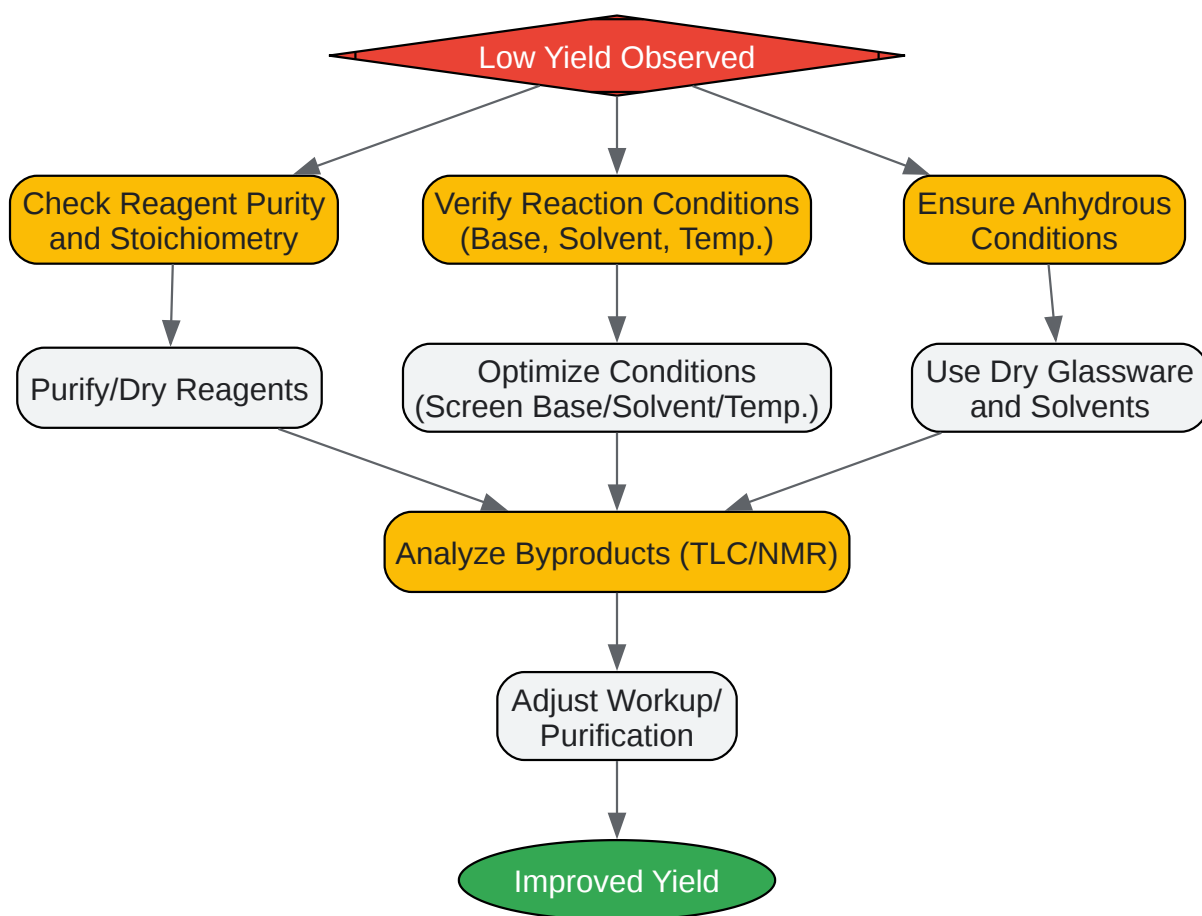 Low Yield Observed
Check Reagent Purity
and Stoichiometry
Verify Reaction Conditions
(Base, Solvent, Temp.)
Ensure Anhydrous
Conditions
Purify/Dry Reagents
Optimize Conditions
(Screen Base/Solvent/Temp.)
Use Dry Glassware
and Solvents
Analyze Byproducts (TLC/NMR)
Adjust Workup/
Purification
Improved Yield